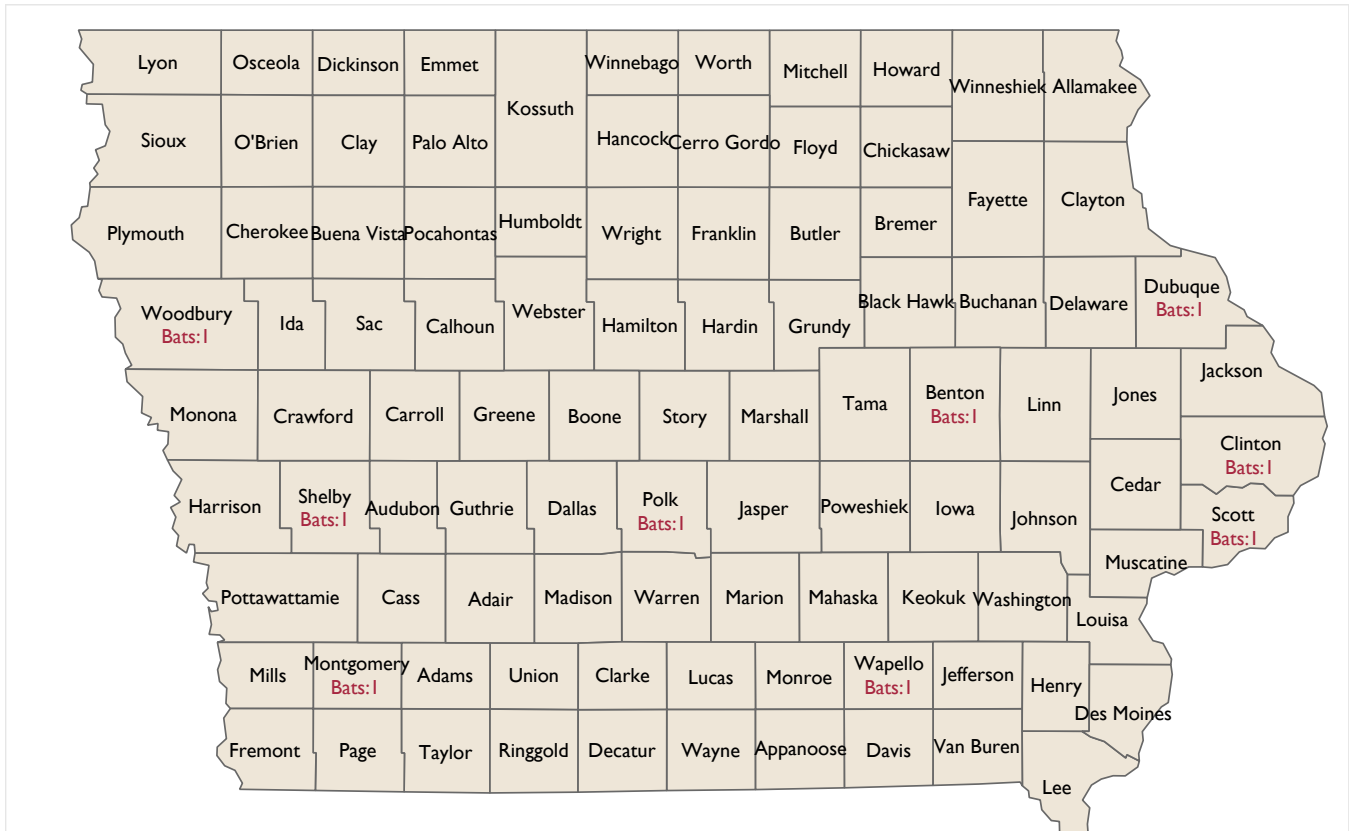 Lyon
Osceola
Dickinson
Emmet
Kossuth
Winnebago
Worth
Mitchell
Howard
Winneshiek
Allamakee
Sioux
O'Brien
Clay
Palo Alto
Hancock
Cerro Gordo
Floyd
Chickasaw
Fayette
Clayton
Plymouth
Cherokee
Buena Vista
Pocahontas
Humboldt
Wright
Franklin
Butler
Bremer
Woodbury
Bats:1
Ida
Sac
Calhoun
Webster
Hamilton
Hardin
Grundy
Black Hawk
Buchanan
Delaware
Dubuque
Bats:1
Monona
Crawford
Carroll
Greene
Boone
Story
Marshall
Tama
Benton
Bats:1
Linn
Jones
Jackson
Clinton
Bats:1
Harrison
Shelby
Bats:1
Audubon
Guthrie
Dallas
Polk
Bats:1
Jasper
Poweshiek
Iowa
Johnson
Cedar
Scott
Bats:1
Muscatine
Pottawattamie
Cass
Adair
Madison
Warren
Marion
Mahaska
Keokuk
Washington
Louisa
Mills
Montgomery
Bats:1
Adams
Union
Clarke
Lucas
Monroe
Wapello
Bats:1
Jefferson
Henry
Des Moines
Fremont
Page
Taylor
Ringgold
Decatur
Wayne
Appanoose
Davis
Van Buren
Lee